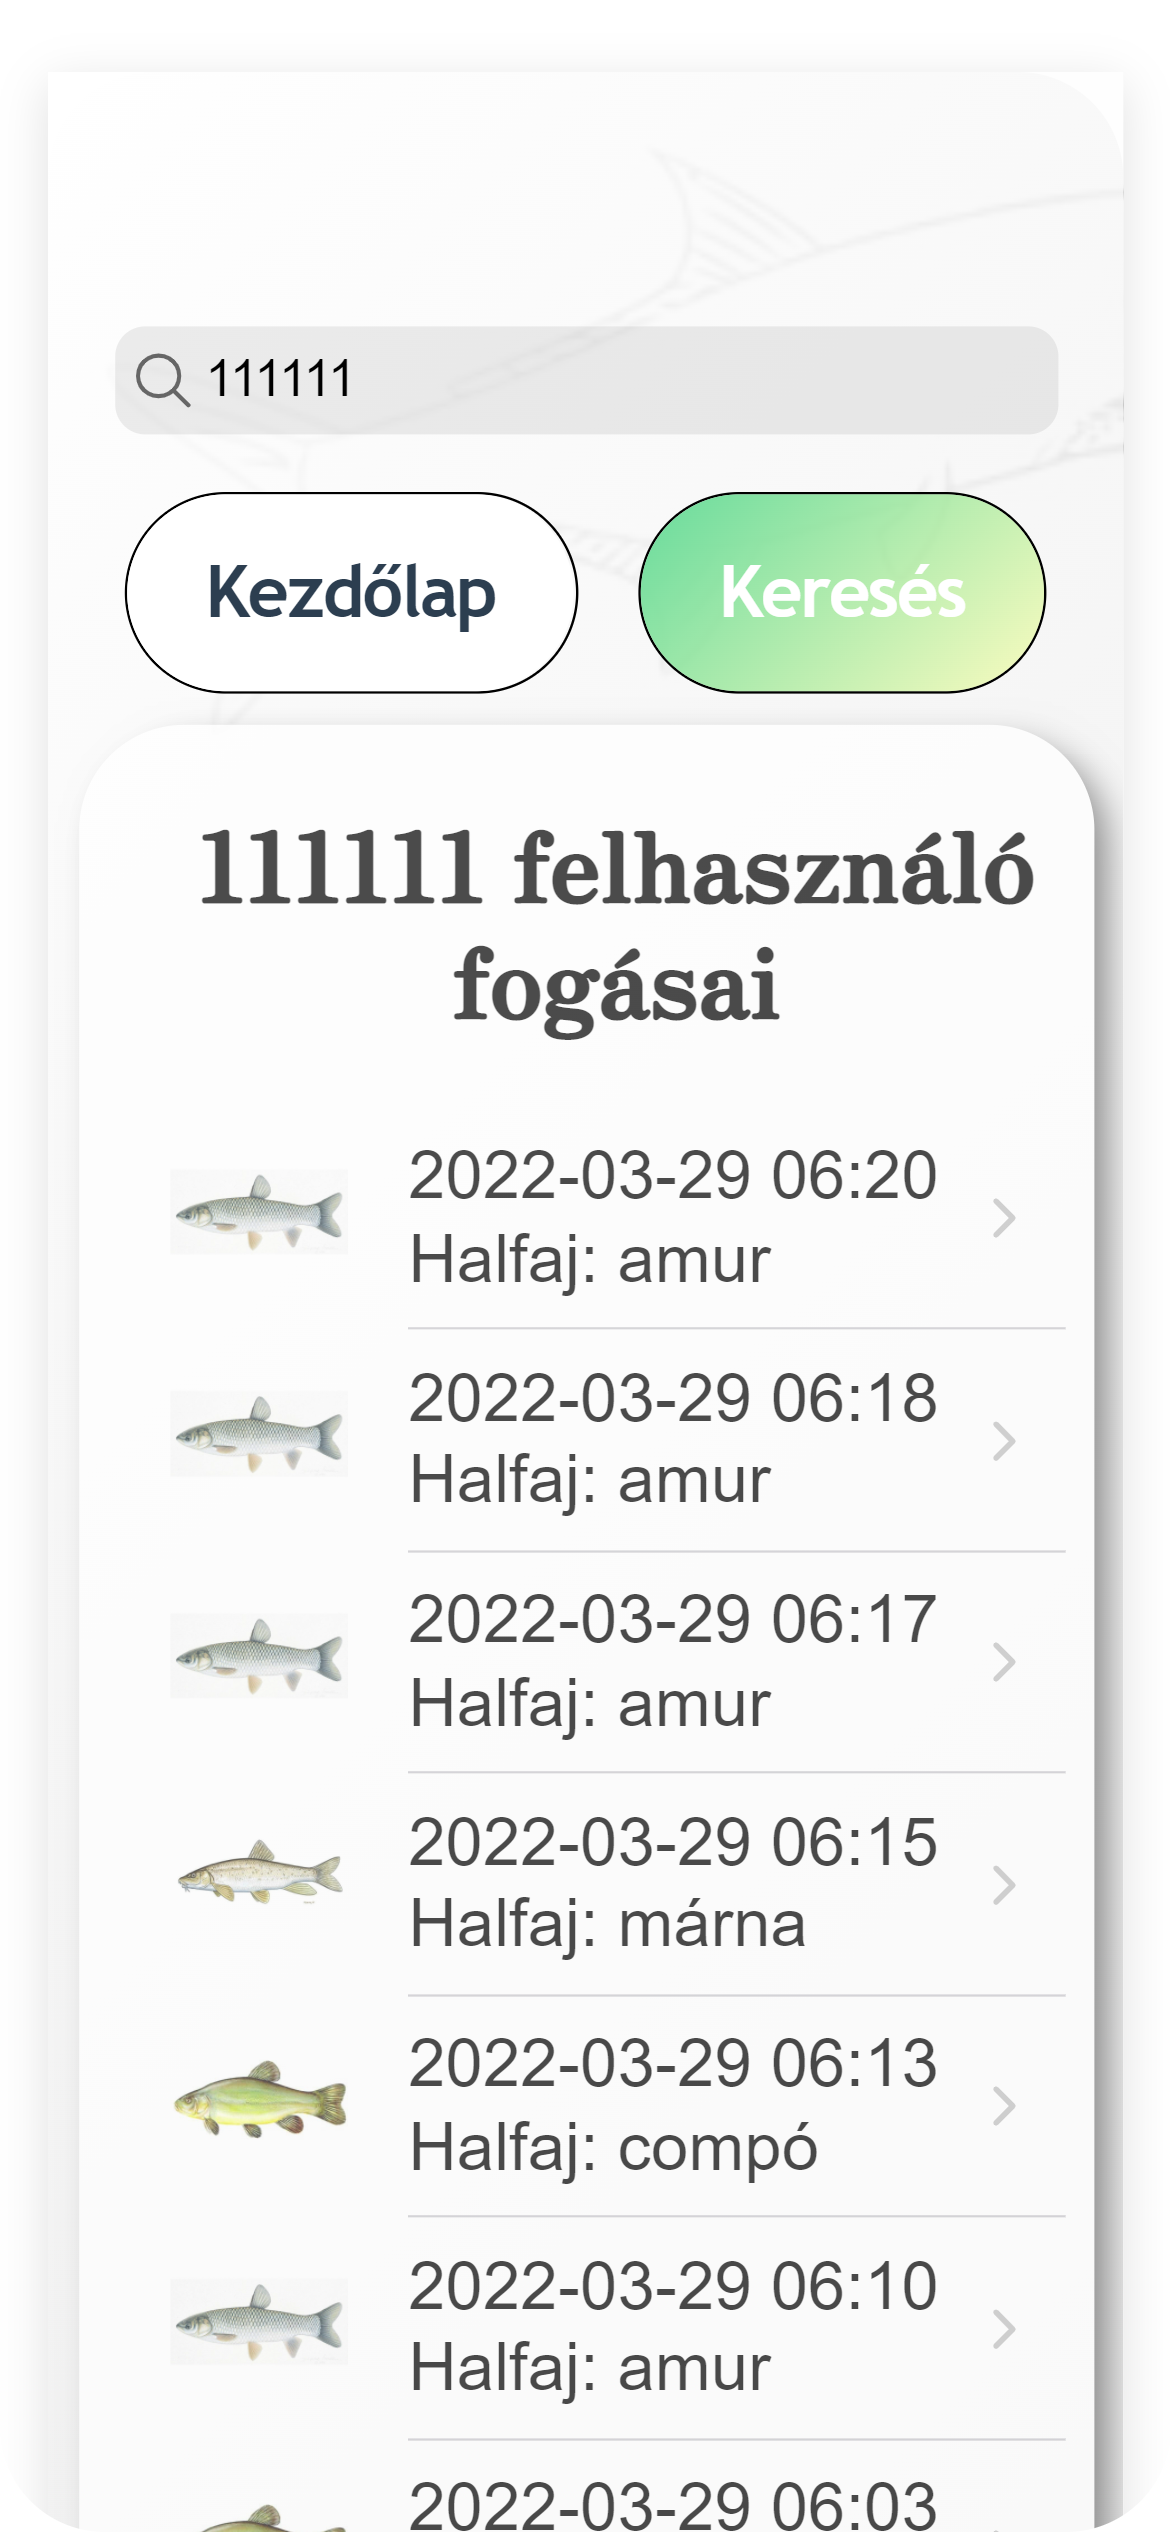 111111
Kezdőlap
Keresés
111111 felhasználó
fogásai
2022-03-29 06:20
Halfaj: amur
2022-03-29 06:18
Halfaj: amur
2022-03-29 06:17
Halfaj: amur
2022-03-29 06:15
Halfaj: márna
2022-03-29 06:13
Halfaj: compó
2022-03-29 06:10
Halfaj: amur
2022-03-29 06:03